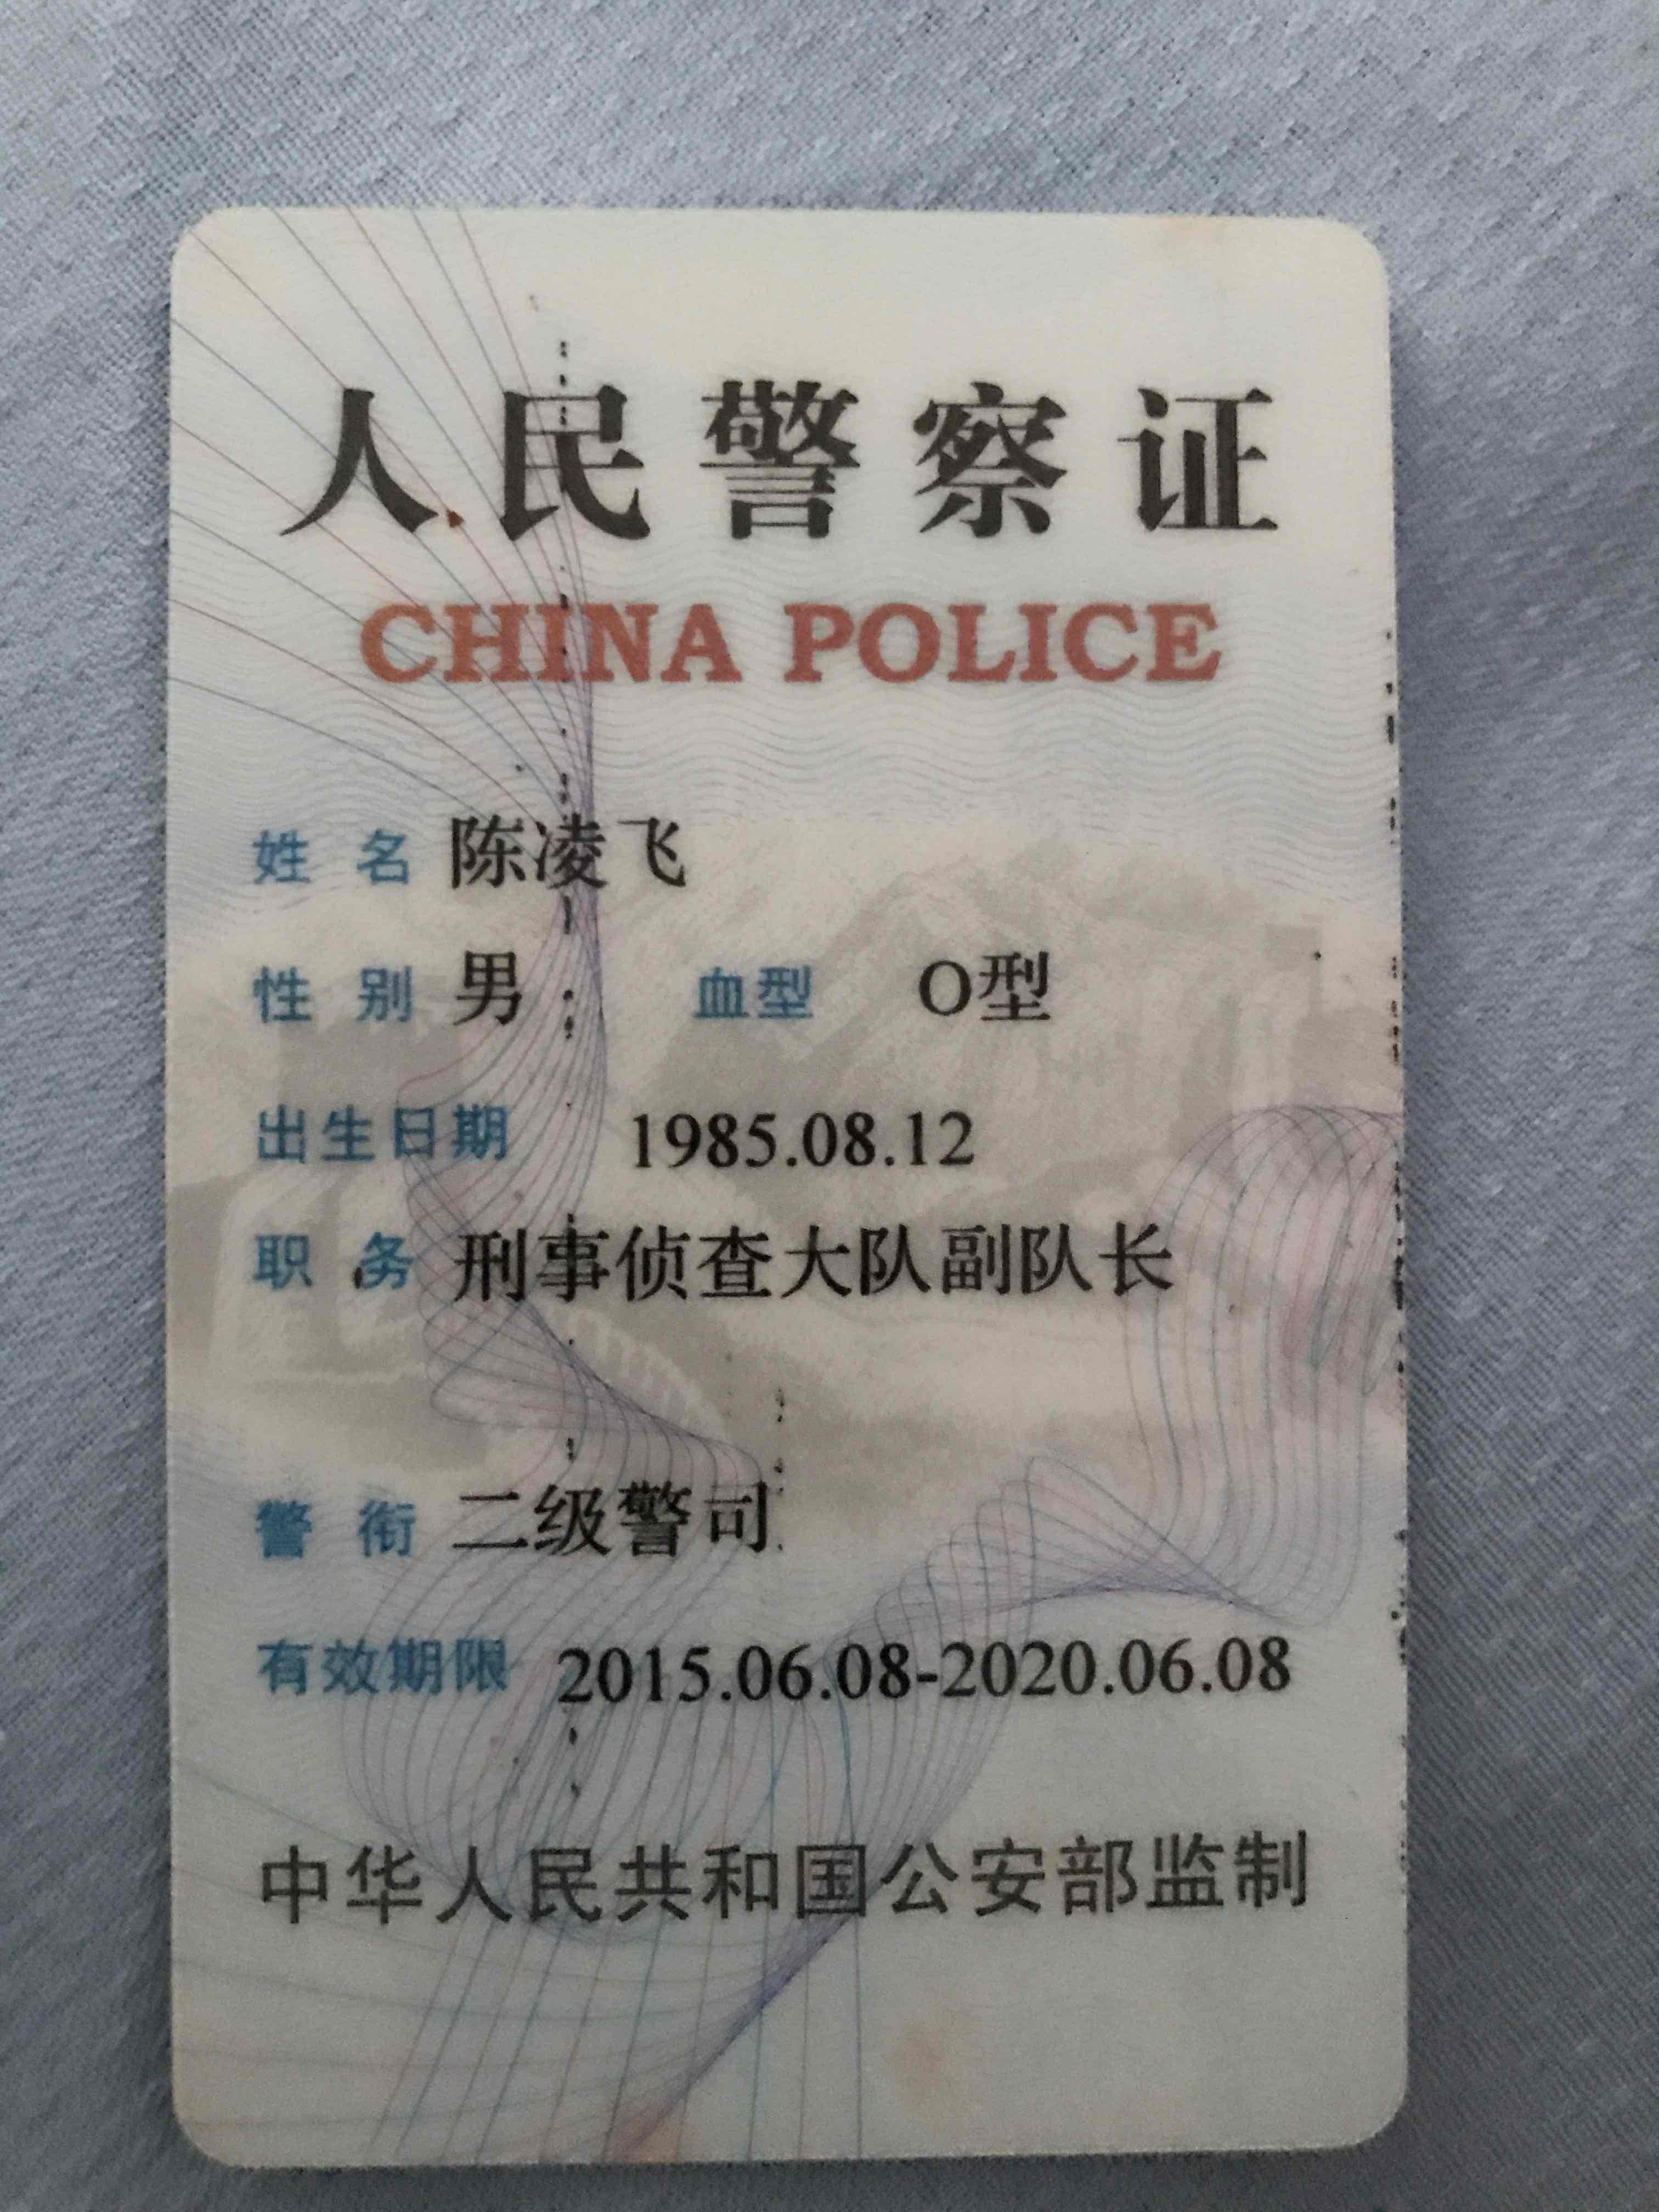 人民警察证
CHINA POLICE
姓 名 陈凌飞
性 别 男 血型 O型
出生日期 1985.08.12
职 务 刑事侦查大队副队长
警 衔 二级警司
有效期限 2015.06.08-2020.06.08
中华人民共和国公安部监制